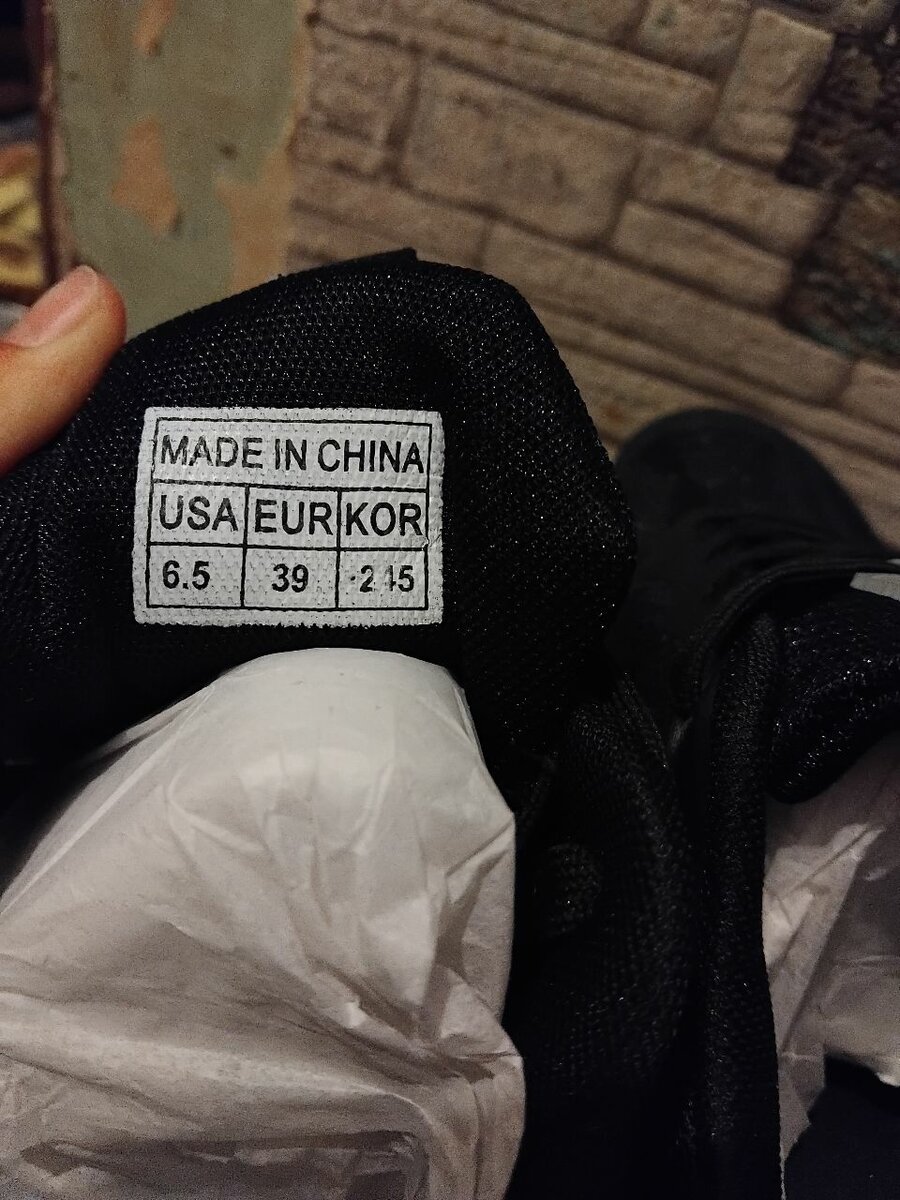 MADE IN CHINA
USA EUR KOR
6.5 39 245